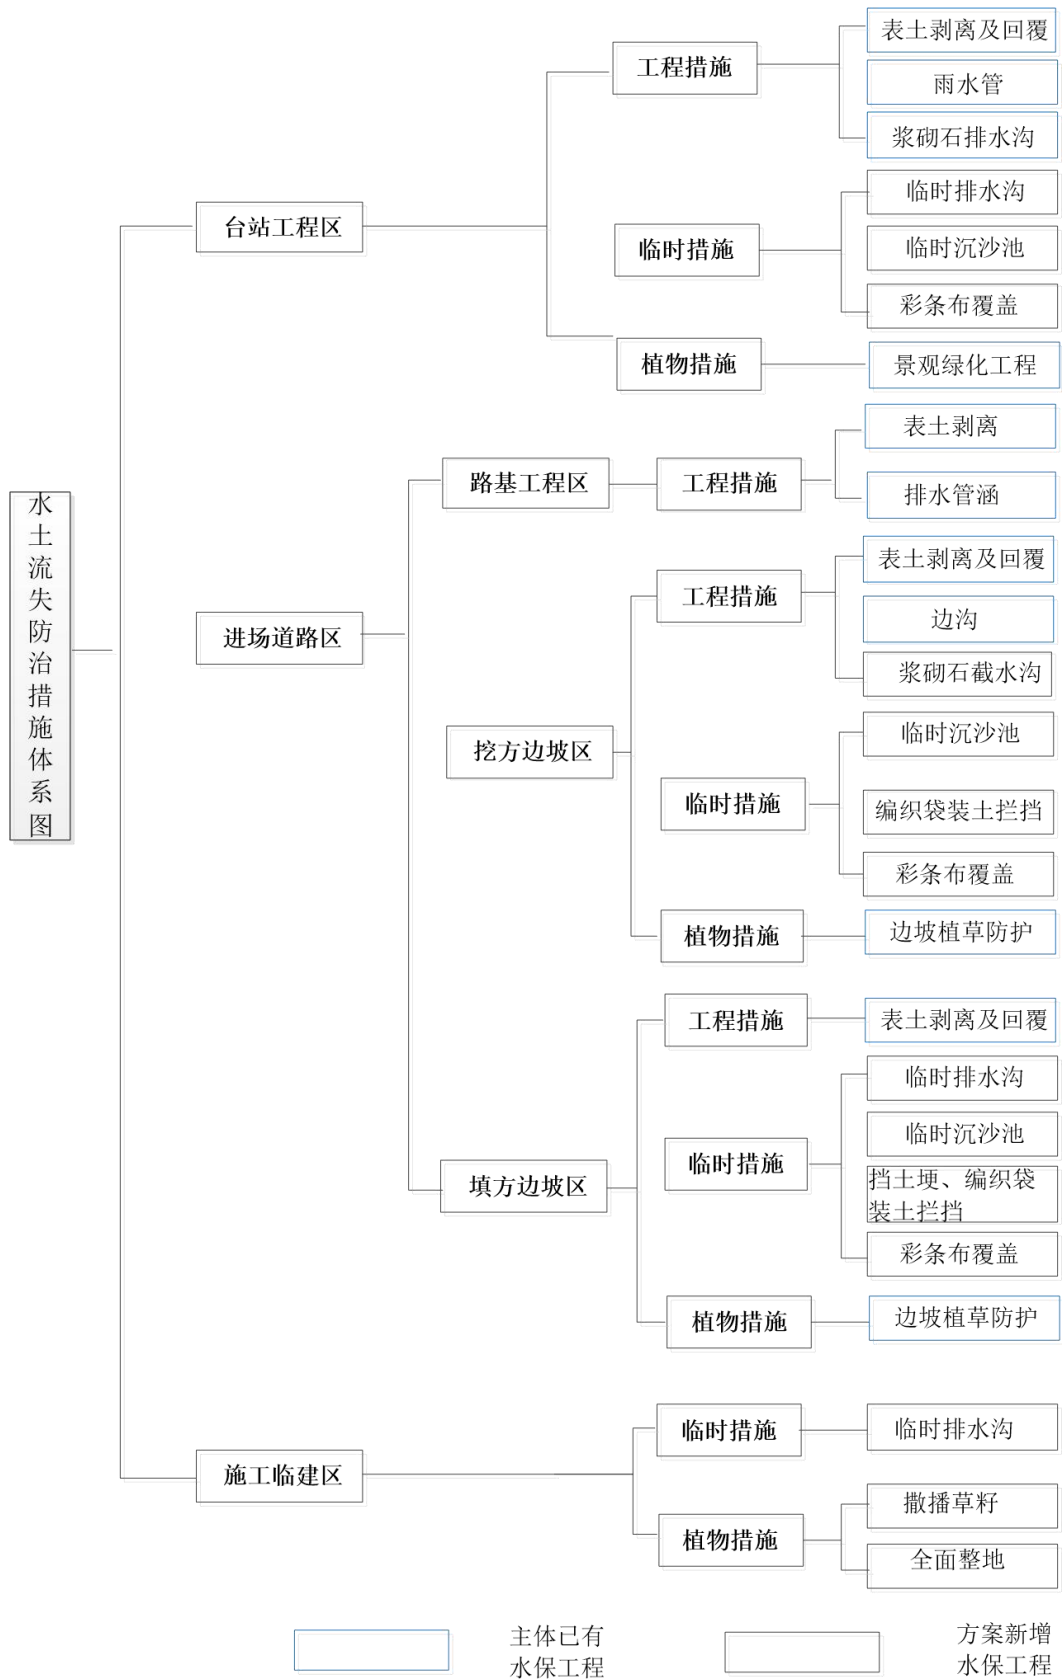 水土流失防治措施体系图
台站工程区
工程措施
表土剥离及回覆
雨水管
浆砌石排水沟
临时措施
临时排水沟
临时沉沙池
彩条布覆盖
植物措施
景观绿化工程
进场道路区
路基工程区
工程措施
表土剥离
排水管涵
挖方边坡区
工程措施
表土剥离及回覆
边沟
浆砌石截水沟
临时措施
临时沉沙池
编织袋装土拦挡
彩条布覆盖
植物措施
边坡植草防护
填方边坡区
工程措施
表土剥离及回覆
临时措施
临时排水沟
临时沉沙池
挡土埂、编织袋
装土拦挡
彩条布覆盖
植物措施
边坡植草防护
施工临建区
临时措施
临时排水沟
植物措施
撒播草籽
全面整地
主体已有
水保工程
方案新增
水保工程